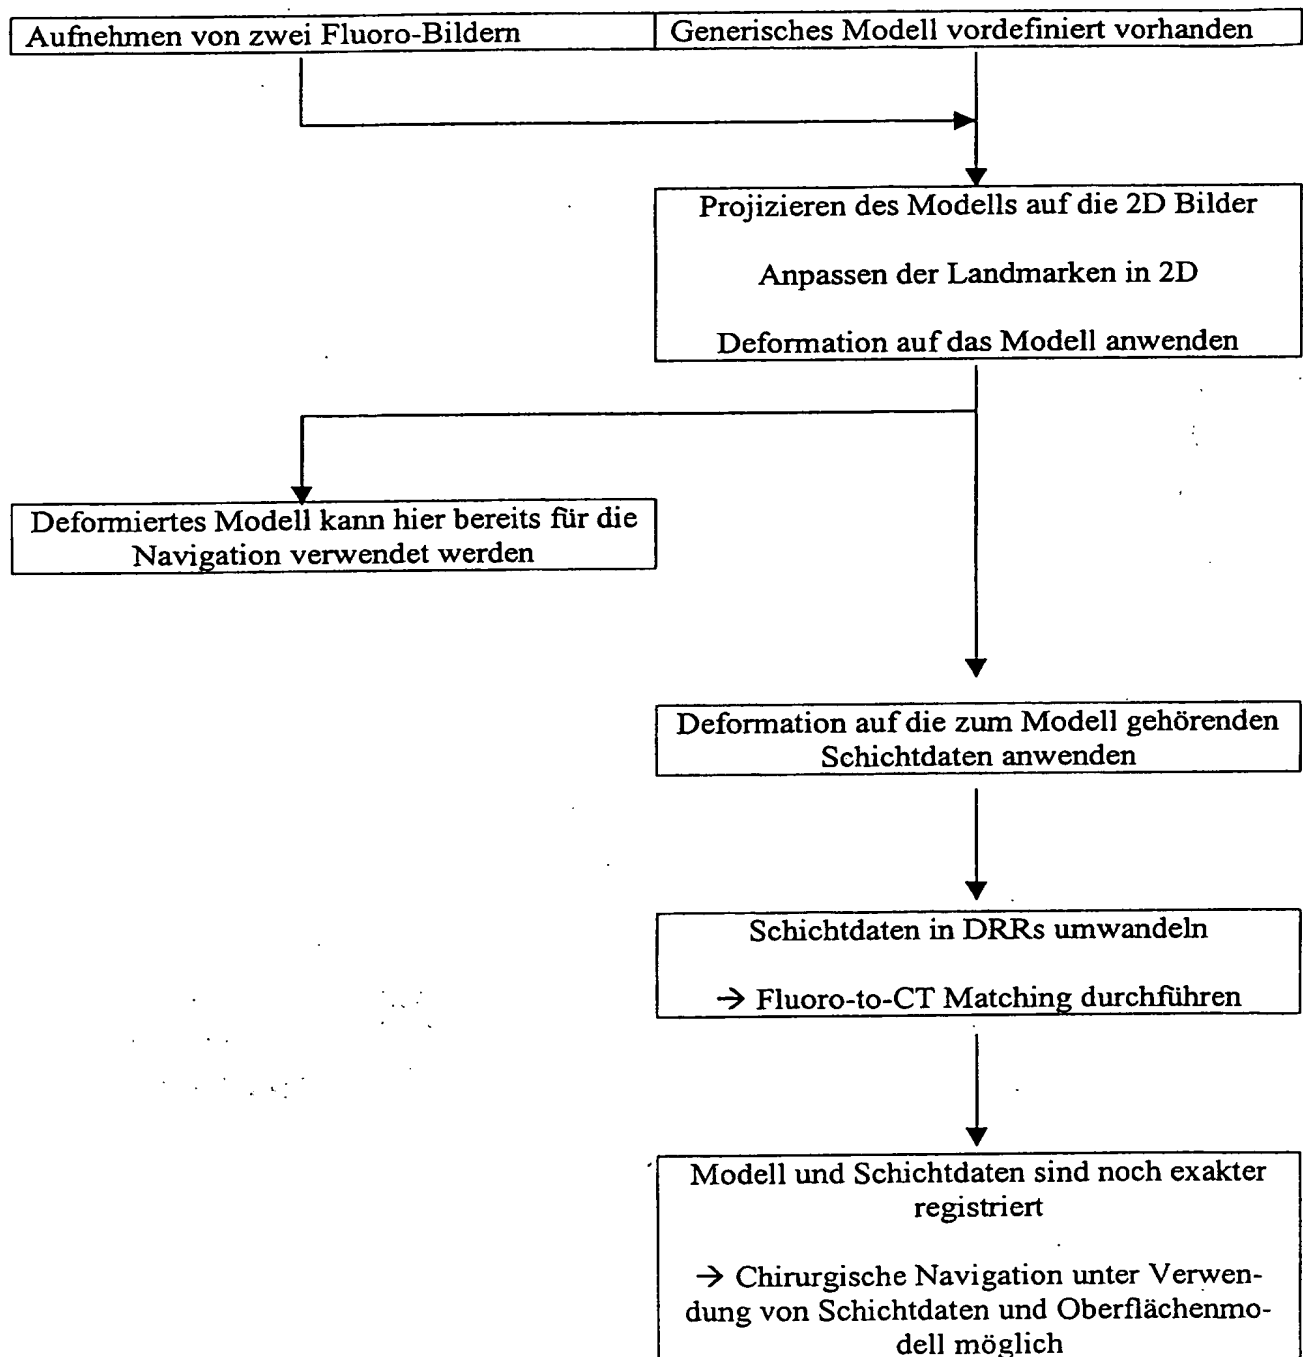 Aufnehmen von zwei Fluoro-Bildern
Generisches Modell vordefiniert vorhanden
Projizieren des Modells auf die 2D Bilder
Anpassen der Landmarken in 2D
Deformation auf das Modell anwenden
Deformiertes Modell kann hier bereits für die
Navigation verwendet werden
Deformation auf die zum Modell gehörenden
Schichtdaten anwenden
Schichtdaten in DRRs umwandeln
→ Fluoro-to-CT Matching durchführen
Modell und Schichtdaten sind noch exakter
registriert
→ Chirurgische Navigation unter Verwen-
dung von Schichtdaten und Oberflächenmo-
dell möglich